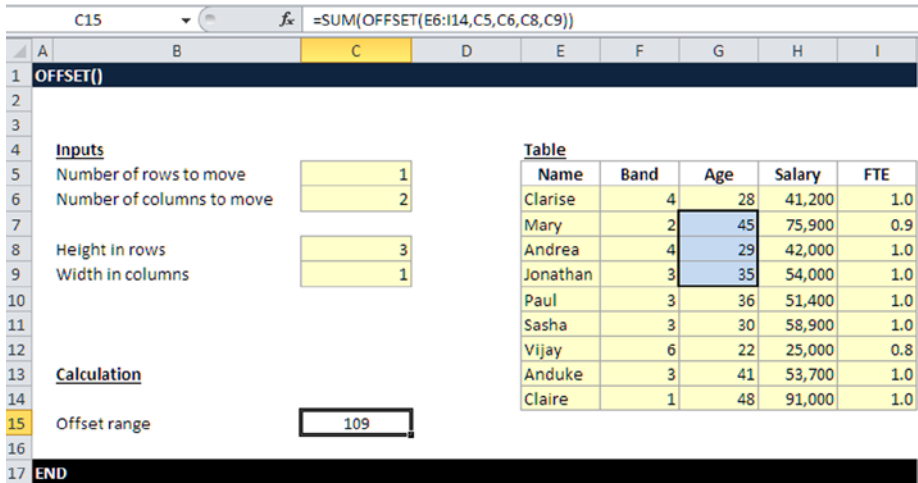 C15 fx =SUM(OFFSET(E6:I14,C5,C6,C8,C9))
A B C D E F G H I
1 OFFSET()
2
3
4 Inputs Table
5 Number of rows to move 1 Name Band Age Salary FTE
6 Number of columns to move 2 Clarise 4 28 41,200 1.0
7 Mary 2 45 75,900 0.9
8 Height in rows 3 Andrea 4 29 42,000 1.0
9 Width in columns 1 Jonathan 3 35 54,000 1.0
10 Paul 3 36 51,400 1.0
11 Sasha 3 30 58,900 1.0
12 Vijay 6 22 25,000 0.8
13 Calculation Anduke 3 41 53,700 1.0
14 Claire 1 48 91,000 1.0
15 Offset range 109
16
17 END